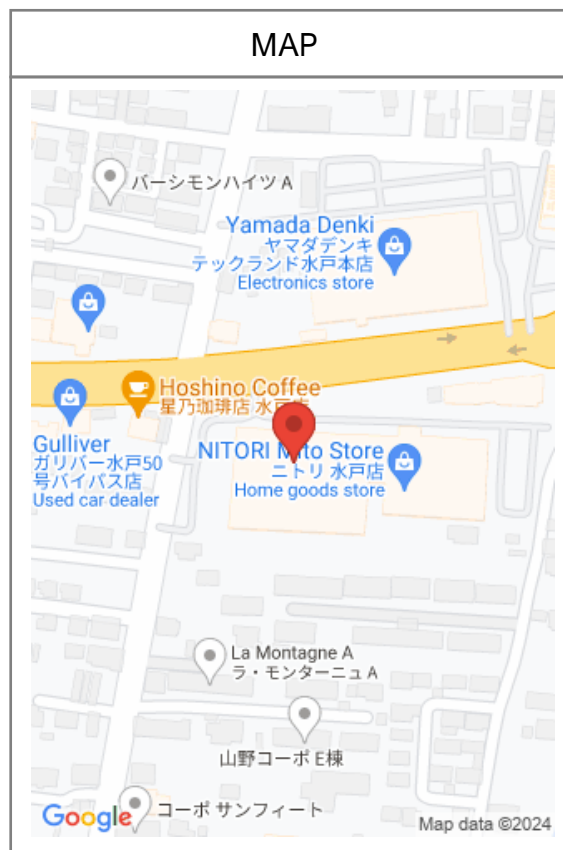 MAP
パーシモンハイツ A
Yamada Denki
ヤマダデンキ
テックランド水戸本店
Electronics store
Hoshino Coffee
星乃珈琲店 水戸店
Gulliver
ガリバー水戸50
号バイパス店
Used car dealer
NITORI Mito Store
ニトリ 水戸店
Home goods store
La Montagne A
ラ・モンターニュ A
山野コーポ E棟
コーポ サンフィート
Google
Map data ©2024